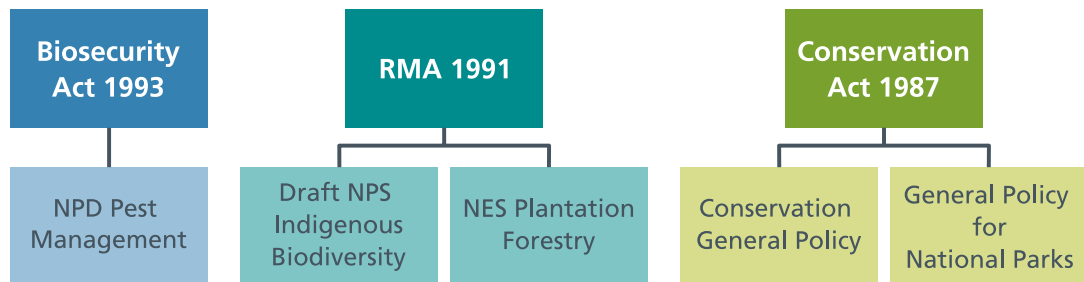 Biosecurity
Act 1993
RMA 1991
Conservation
Act 1987
NPD Pest
Management
Draft NPS
Indigenous
Biodiversity
NES Plantation
Forestry
Conservation
General Policy
General Policy
for
National Parks